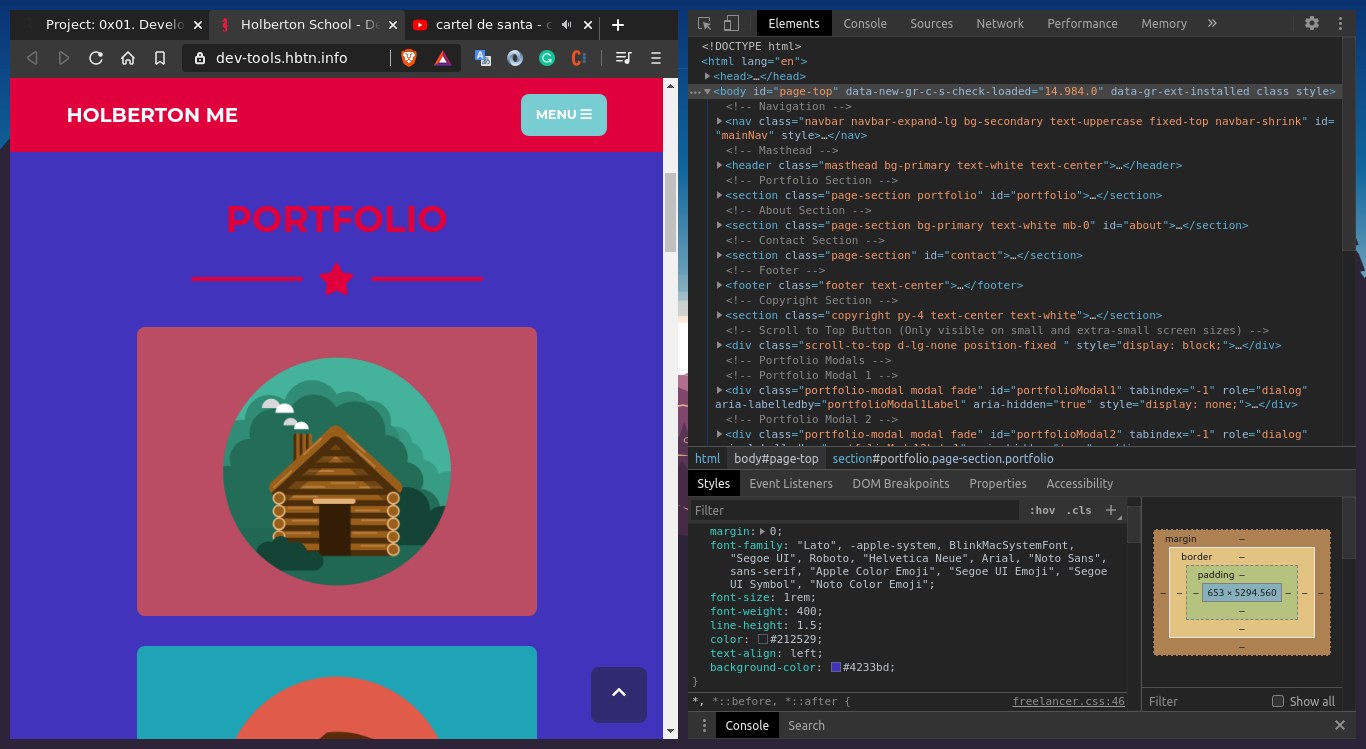 Project: 0x01. Develo
Holberton School - De
cartel de santa - c
dev-tools.hbtn.info
HOLBERTON ME
MENU
PORTFOLIO
Elements
Console
Sources
Network
Performance
Memory
<!DOCTYPE html>
<html lang="en">
<head>…</head>
<body id="page-top" data-new-gr-c-s-check-loaded="14.984.0" data-gr-ext-installed class style>
<!-- Navigation -->
<nav class="navbar navbar-expand-lg bg-secondary text-uppercase fixed-top navbar-shrink" id=
"mainNav" style>…</nav>
<!-- Masthead -->
<header class="masthead bg-primary text-white text-center">…</header>
<!-- Portfolio Section -->
<section class="page-section portfolio" id="portfolio">…</section>
<!-- About Section -->
<section class="page-section bg-primary text-white mb-0" id="about">…</section>
<!-- Contact Section -->
<section class="page-section" id="contact">…</section>
<!-- Footer -->
<footer class="footer text-center">…</footer>
<!-- Copyright Section -->
<section class="copyright py-4 text-center text-white">…</section>
<!-- Scroll to Top Button (Only visible on small and extra-small screen sizes) -->
<div class="scroll-to-top d-lg-none position-fixed " style="display: block;">…</div>
<!-- Portfolio Modals -->
<!-- Portfolio Modal 1 -->
<div class="portfolio-modal modal fade" id="portfolioModal1" tabindex="-1" role="dialog"
aria-labelledby="portfolioModal1Label" aria-hidden="true" style="display: none;">…</div>
<!-- Portfolio Modal 2 -->
<div class="portfolio-modal modal fade" id="portfolioModal2" tabindex="-1" role="dialog"
html
body#page-top
section#portfolio.page-section.portfolio
Styles
Event Listeners
DOM Breakpoints
Properties
Accessibility
Filter
:hov .cls +
margin: 0;
font-family: "Lato", -apple-system, BlinkMacSystemFont,
"Segoe UI", Roboto, "Helvetica Neue", Arial, "Noto Sans",
sans-serif, "Apple Color Emoji", "Segoe UI Emoji", "Segoe
UI Symbol", "Noto Color Emoji";
font-size: 1rem;
font-weight: 400;
line-height: 1.5;
color: #212529;
text-align: left;
background-color: #4233bd;
}
*, *::before, *::after {
freelancer.css:46
margin –
border –
padding –
– – – 653 × 5294.560 – – –
–
–
–
Filter
Show all
Console
Search